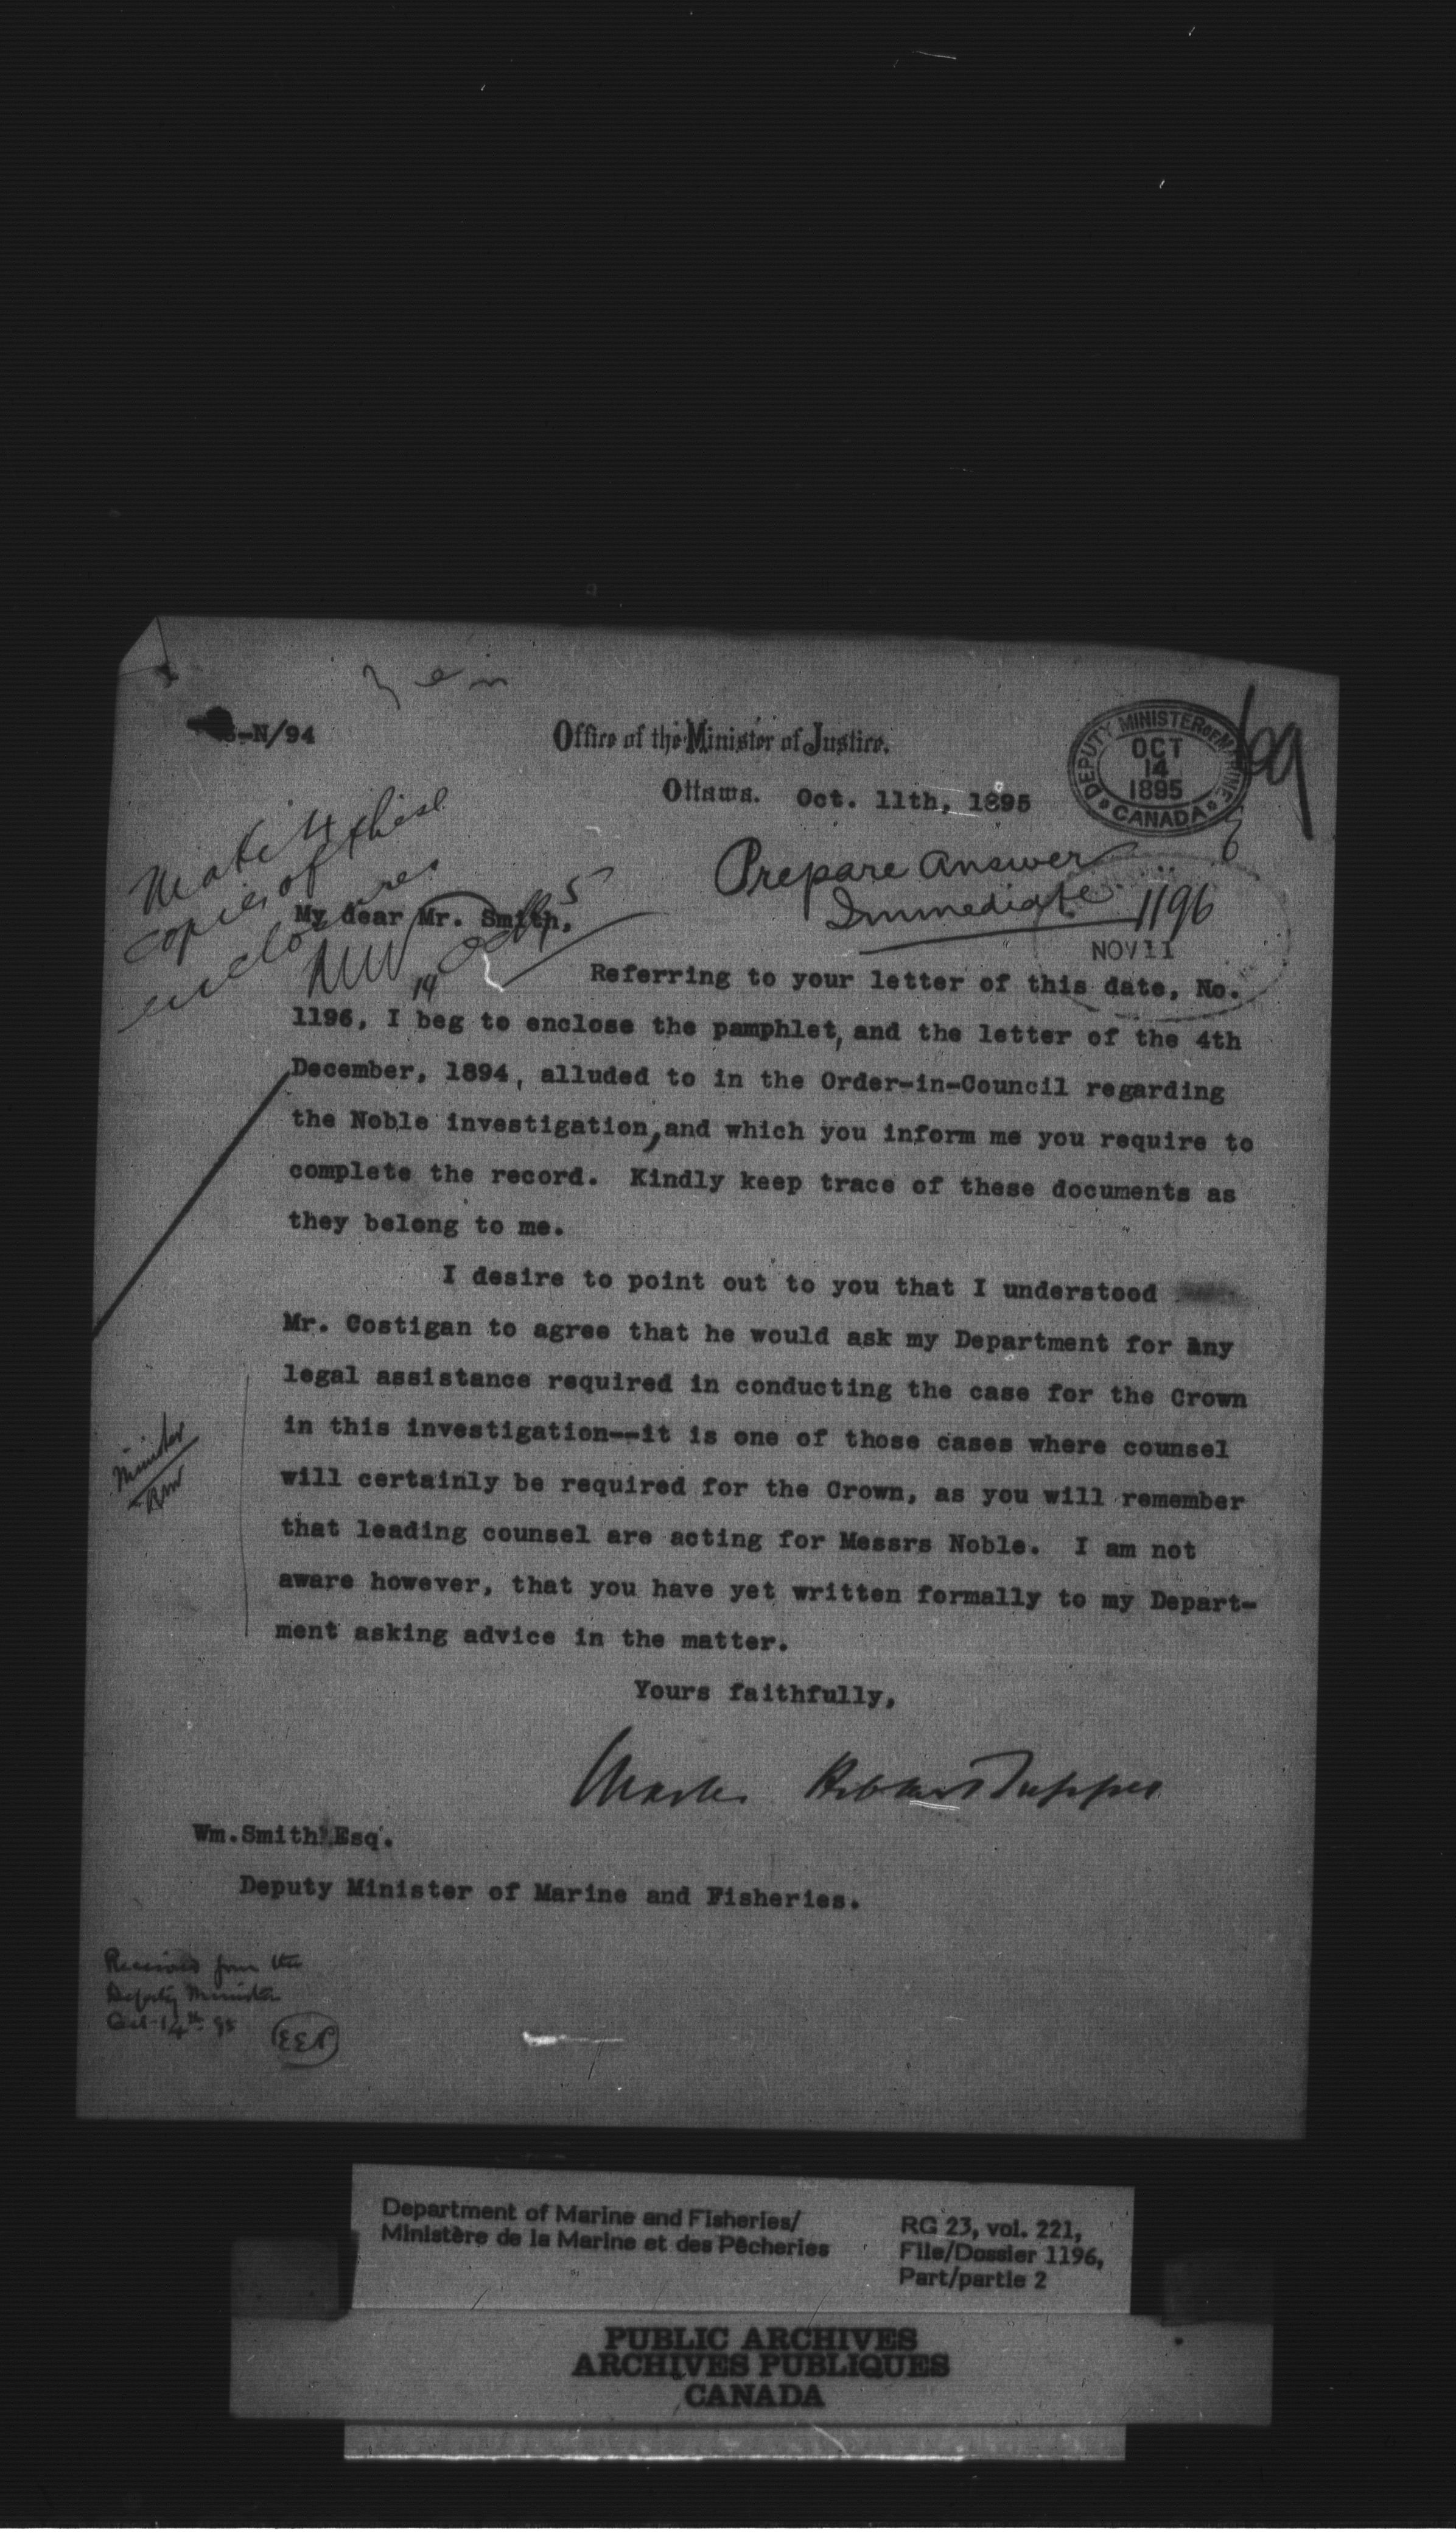 -N/94
Office of the Minister of Justice.
DEPUTY MINISTER OF MARINE
OCT
14
1895
CANADA
Ottawa. Oct. 11th, 1895
copies of these
enclosures
Prepare Answer
Immediate
1196
NOV 11
My dear Mr. Smith,
14
Referring to your letter of this date, No.
1196, I beg to enclose the pamphlet, and the letter of the 4th
December, 1894, alluded to in the Order-in-Council regarding
the Noble investigation, and which you inform me you require to
complete the record. Kindly keep trace of these documents as
they belong to me.
I desire to point out to you that I understood
Mr. Costigan to agree that he would ask my Department for any
legal assistance required in conducting the case for the Crown
in this investigation--it is one of those cases where counsel
will certainly be required for the Crown, as you will remember
that leading counsel are acting for Messrs Noble. I am not
aware however, that you have yet written formally to my Depart-
ment asking advice in the matter.
Minister
Yours faithfully,
Charles Hibbert Tupper
Wm. Smith Esq.
Deputy Minister of Marine and Fisheries.
Received from the
Deputy Minister
Oct 14th 95
EEP
Department of Marine and Fisheries/
Ministère de la Marine et des Pêcheries
RG 23, vol. 221,
File/Dossier 1196,
Part/partie 2
PUBLIC ARCHIVES
ARCHIVES PUBLIQUES
CANADA